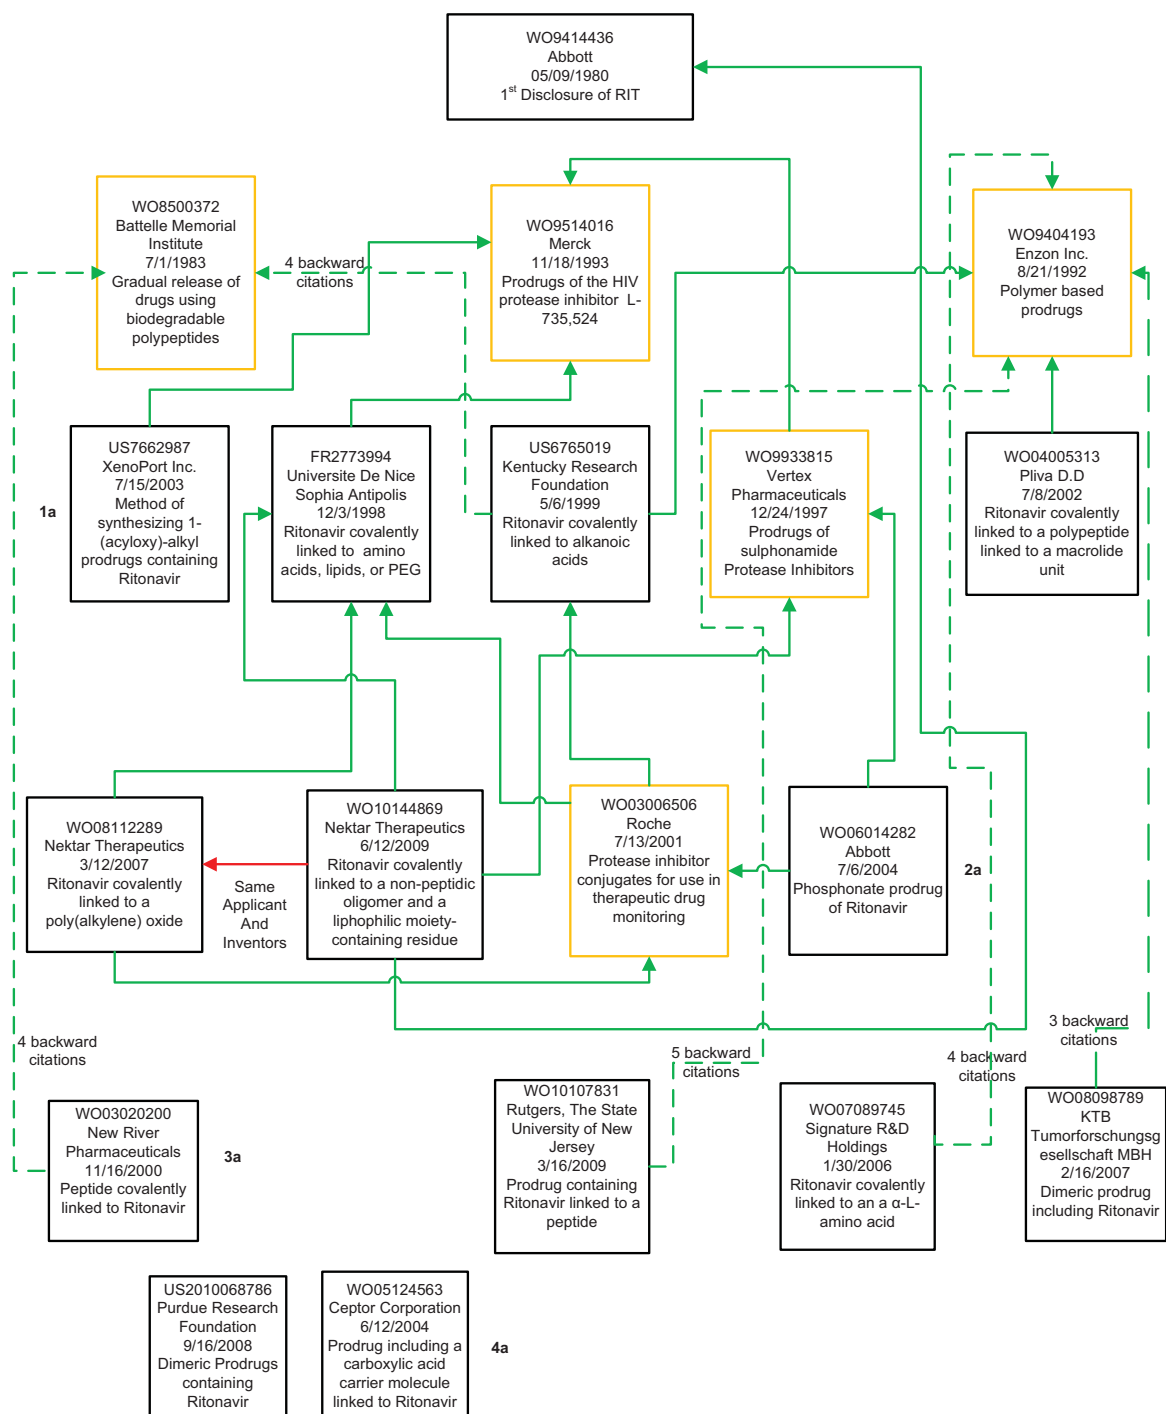 WO9414436
Abbott
05/09/1980
1st Disclosure of RIT
WO8500372
Battelle Memorial
Institute
7/1/1983
Gradual release of
drugs using
biodegradable
polypeptides
4 backward
citations
WO9514016
Merck
11/18/1993
Prodrugs of the HIV
protease inhibitor L-
735,524
WO9404193
Enzon Inc.
8/21/1992
Polymer based
prodrugs
1a
US7662987
XenoPort Inc.
7/15/2003
Method of
synthesizing 1-
(acyloxy)-alkyl
prodrugs containing
Ritonavir
FR2773994
Universite De Nice
Sophia Antipolis
12/3/1998
Ritonavir covalently
linked to amino
acids, lipids, or PEG
US6765019
Kentucky Research
Foundation
5/6/1999
Ritonavir covalently
linked to alkanoic
acids
WO9933815
Vertex
Pharmaceuticals
12/24/1997
Prodrugs of
sulphonamide
Protease Inhibitors
WO04005313
Pliva D.D
7/8/2002
Ritonavir covalently
linked to a polypeptide
linked to a macrolide
unit
WO08112289
Nektar Therapeutics
3/12/2007
Ritonavir covalently
linked to a
poly(alkylene) oxide
Same
Applicant
And
Inventors
WO10144869
Nektar Therapeutics
6/12/2009
Ritonavir covalently
linked to a non-peptidic
oligomer and a
liphophilic moiety-
containing residue
WO03006506
Roche
7/13/2001
Protease inhibitor
conjugates for use in
therapeutic drug
monitoring
WO06014282
Abbott
7/6/2004
Phosphonate prodrug
of Ritonavir
2a
4 backward
citations
5 backward
citations
4 backward
citations
3 backward
citations
WO03020200
New River
Pharmaceuticals
11/16/2000
Peptide covalently
linked to Ritonavir
3a
WO10107831
Rutgers, The State
University of New
Jersey
3/16/2009
Prodrug containing
Ritonavir linked to a
peptide
WO07089745
Signature R&D
Holdings
1/30/2006
Ritonavir covalently
linked to an a α-L-
amino acid
WO08098789
KTB
Tumorforschungsg
esellschaft MBH
2/16/2007
Dimeric prodrug
including Ritonavir
US2010068786
Purdue Research
Foundation
9/16/2008
Dimeric Prodrugs
containing
Ritonavir
WO05124563
Ceptor Corporation
6/12/2004
Prodrug including a
carboxylic acid
carrier molecule
linked to Ritonavir
4a